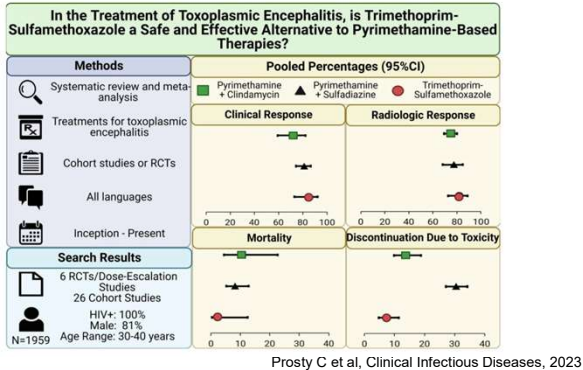 In the Treatment of Toxoplasmic Encephalitis, is Trimethoprim-
Sulfamethoxazole a Safe and Effective Alternative to Pyrimethamine-Based
Therapies?
Methods
Systematic review and meta-
analysis
Rx
Treatments for toxoplasmic
encephalitis
Cohort studies or RCTs
All languages
Inception - Present
Search Results
6 RCTs/Dose-Escalation
Studies
26 Cohort Studies
HIV+: 100%
Male: 81%
Age Range: 30-40 years
N=1959
Pooled Percentages (95%CI)
Pyrimethamine
+ Clindamycin
Pyrimethamine
+ Sulfadiazine
Trimethoprim-
Sulfamethoxazole
Clinical Response
0 20 40 60 80 100
Radiologic Response
0 20 40 60 80 100
Mortality
0 10 20 30 40
Discontinuation Due to Toxicity
0 10 20 30 40
Prosty C et al, Clinical Infectious Diseases, 2023